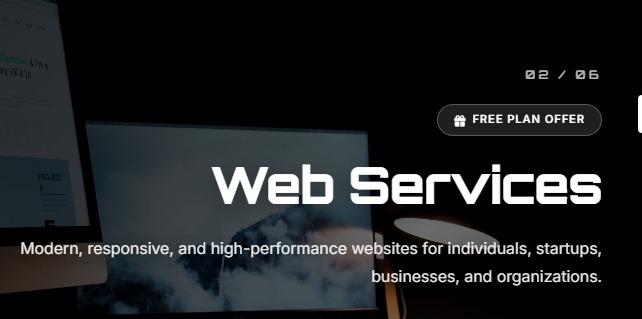 02 / 06
FREE PLAN OFFER
Web Services
Modern, responsive, and high-performance websites for individuals, startups,
businesses, and organizations.
PROJECT